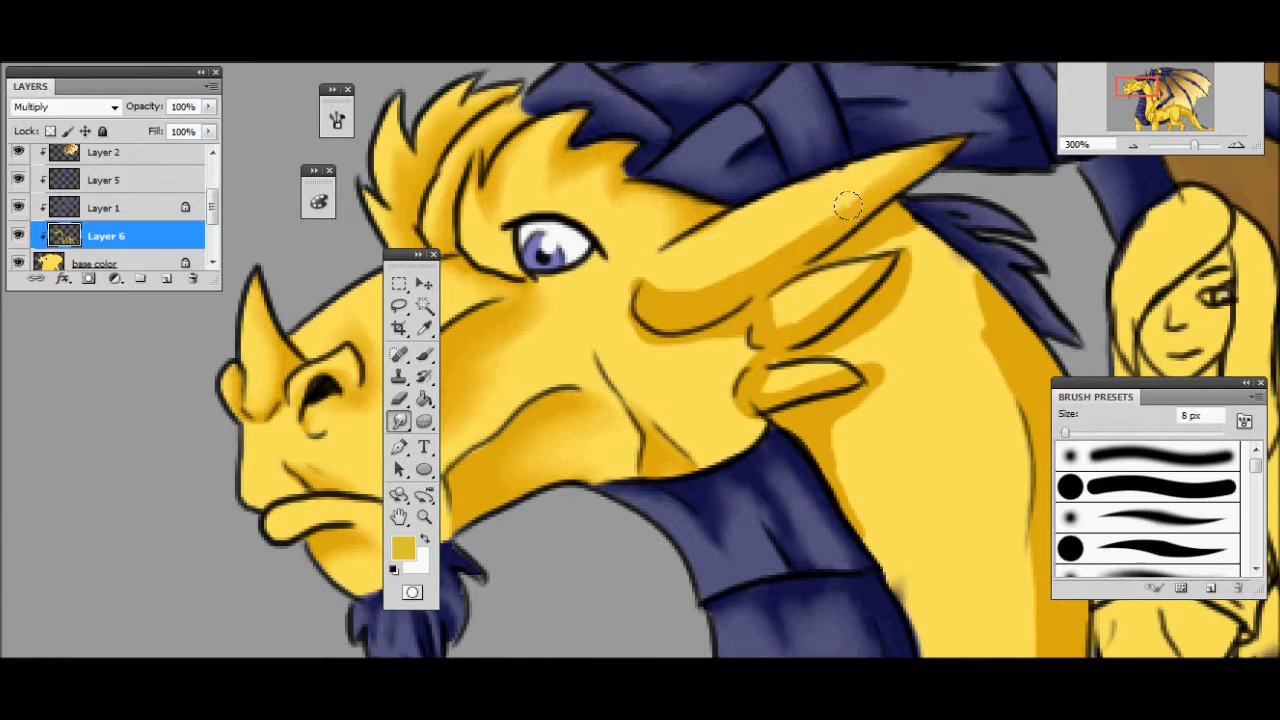 LAYERS
Multiply Opacity: 100%
Lock: Fill: 100%
Layer 2
Layer 5
Layer 1
Layer 6
base color
T
300%
BRUSH PRESETS
Size: 8 px